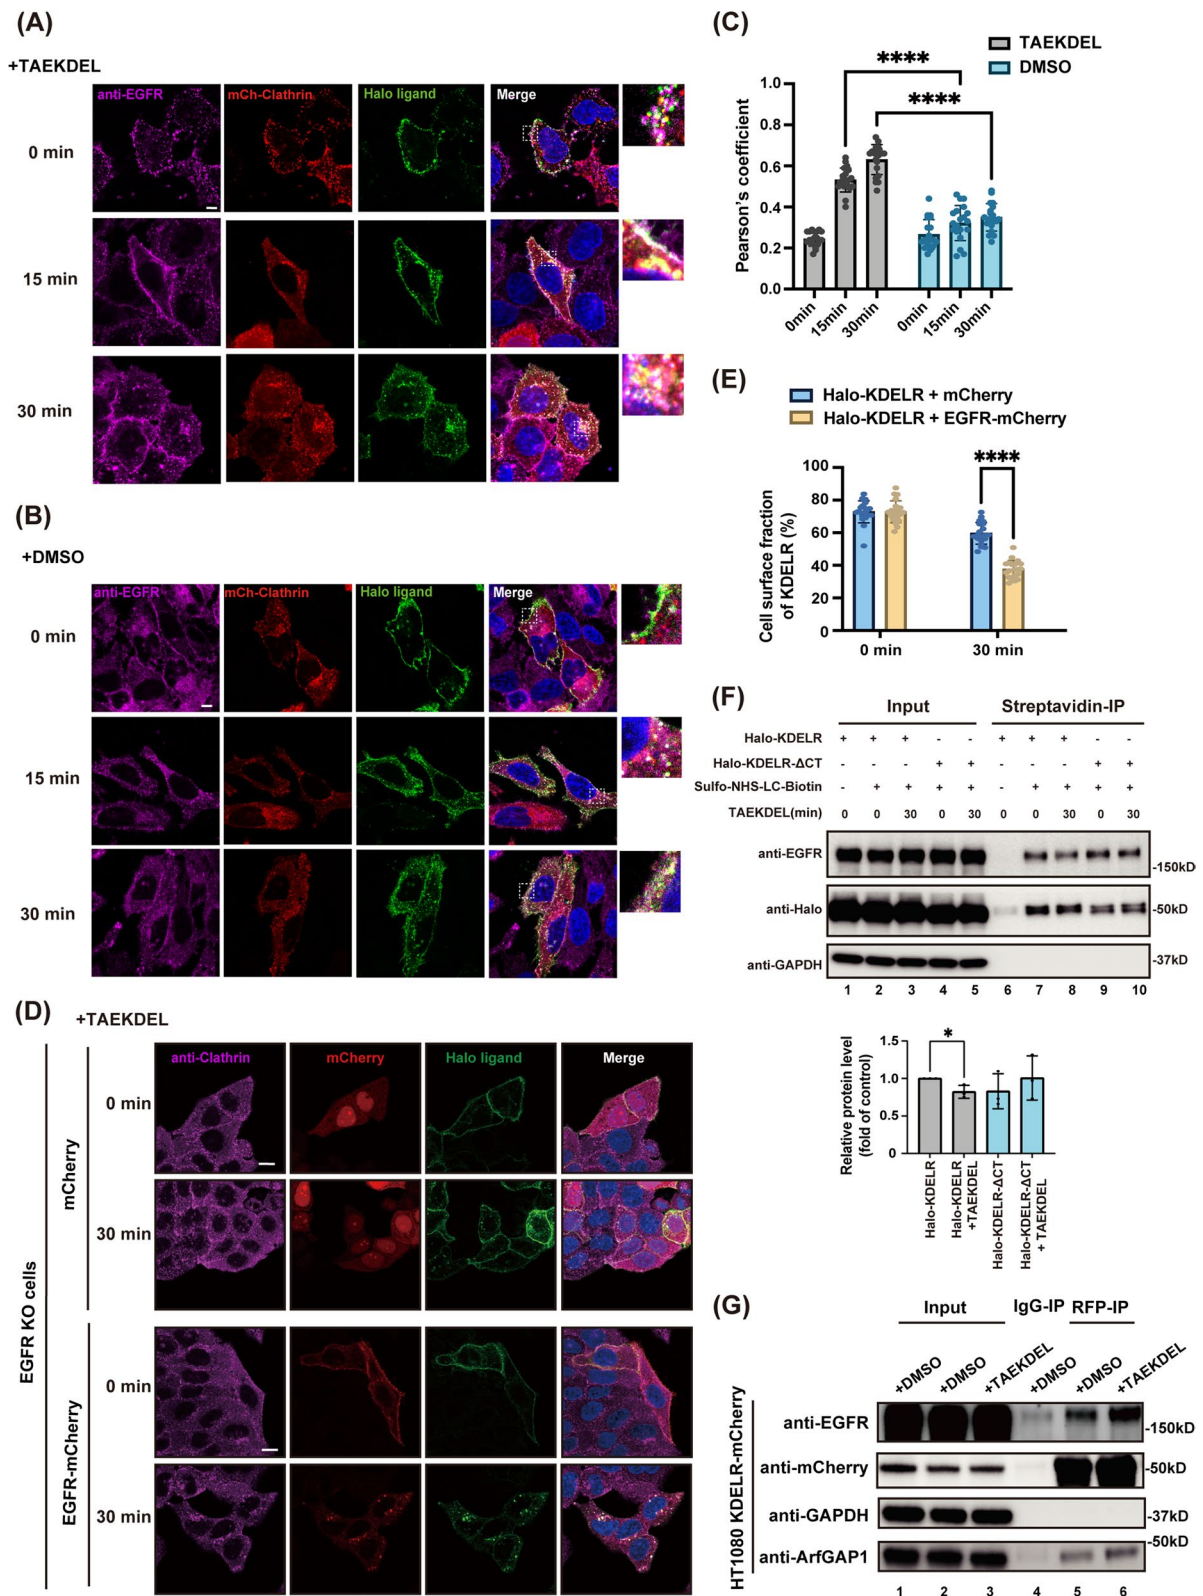 (A)
+TAEKDEL
anti-EGFR mCh-Clathrin Halo ligand Merge
0 min
15 min
30 min
(B)
+DMSO
anti-EGFR mCh-Clathrin Halo ligand Merge
0 min
15 min
30 min
(C)
TAEKDEL
DMSO
**** 
****
Pearson's coefficient
1.0
0.8
0.6
0.4
0.2
0.0
0min 15min 30min 0min 15min 30min
(D)
+TAEKDEL
anti-Clathrin mCherry Halo ligand Merge
EGFR KO cells
mCherry
0 min
30 min
EGFR-mCherry
0 min
30 min
(E)
Halo-KDELR + mCherry
Halo-KDELR + EGFR-mCherry
****
Cell surface fraction
of KDELR (%)
100
80
60
40
20
0
0 min 30 min
(F)
Input Streptavidin-IP
Halo-KDELR + + + - - + + + - -
Halo-KDELR-ΔCT - - - + + - - - + +
Sulfo-NHS-LC-Biotin - + + + + - + + + +
TAEKDEL(min) 0 0 30 0 30 0 0 30 0 30
anti-EGFR -150kD
anti-Halo -50kD
anti-GAPDH -37kD
1 2 3 4 5 6 7 8 9 10
*
Relative protein level
(fold of control)
1.5
1.0
0.5
0
Halo-KDELR
Halo-KDELR
+TAEKDEL
Halo-KDELR-ΔCT
Halo-KDELR-ΔCT
+ TAEKDEL
(G)
Input IgG-IP RFP-IP
+DMSO +DMSO +TAEKDEL +DMSO +DMSO +TAEKDEL
HT1080 KDELR-mCherry
anti-EGFR -150kD
anti-mCherry -50kD
anti-GAPDH -37kD
-50kD
anti-ArfGAP1
1 2 3 4 5 6